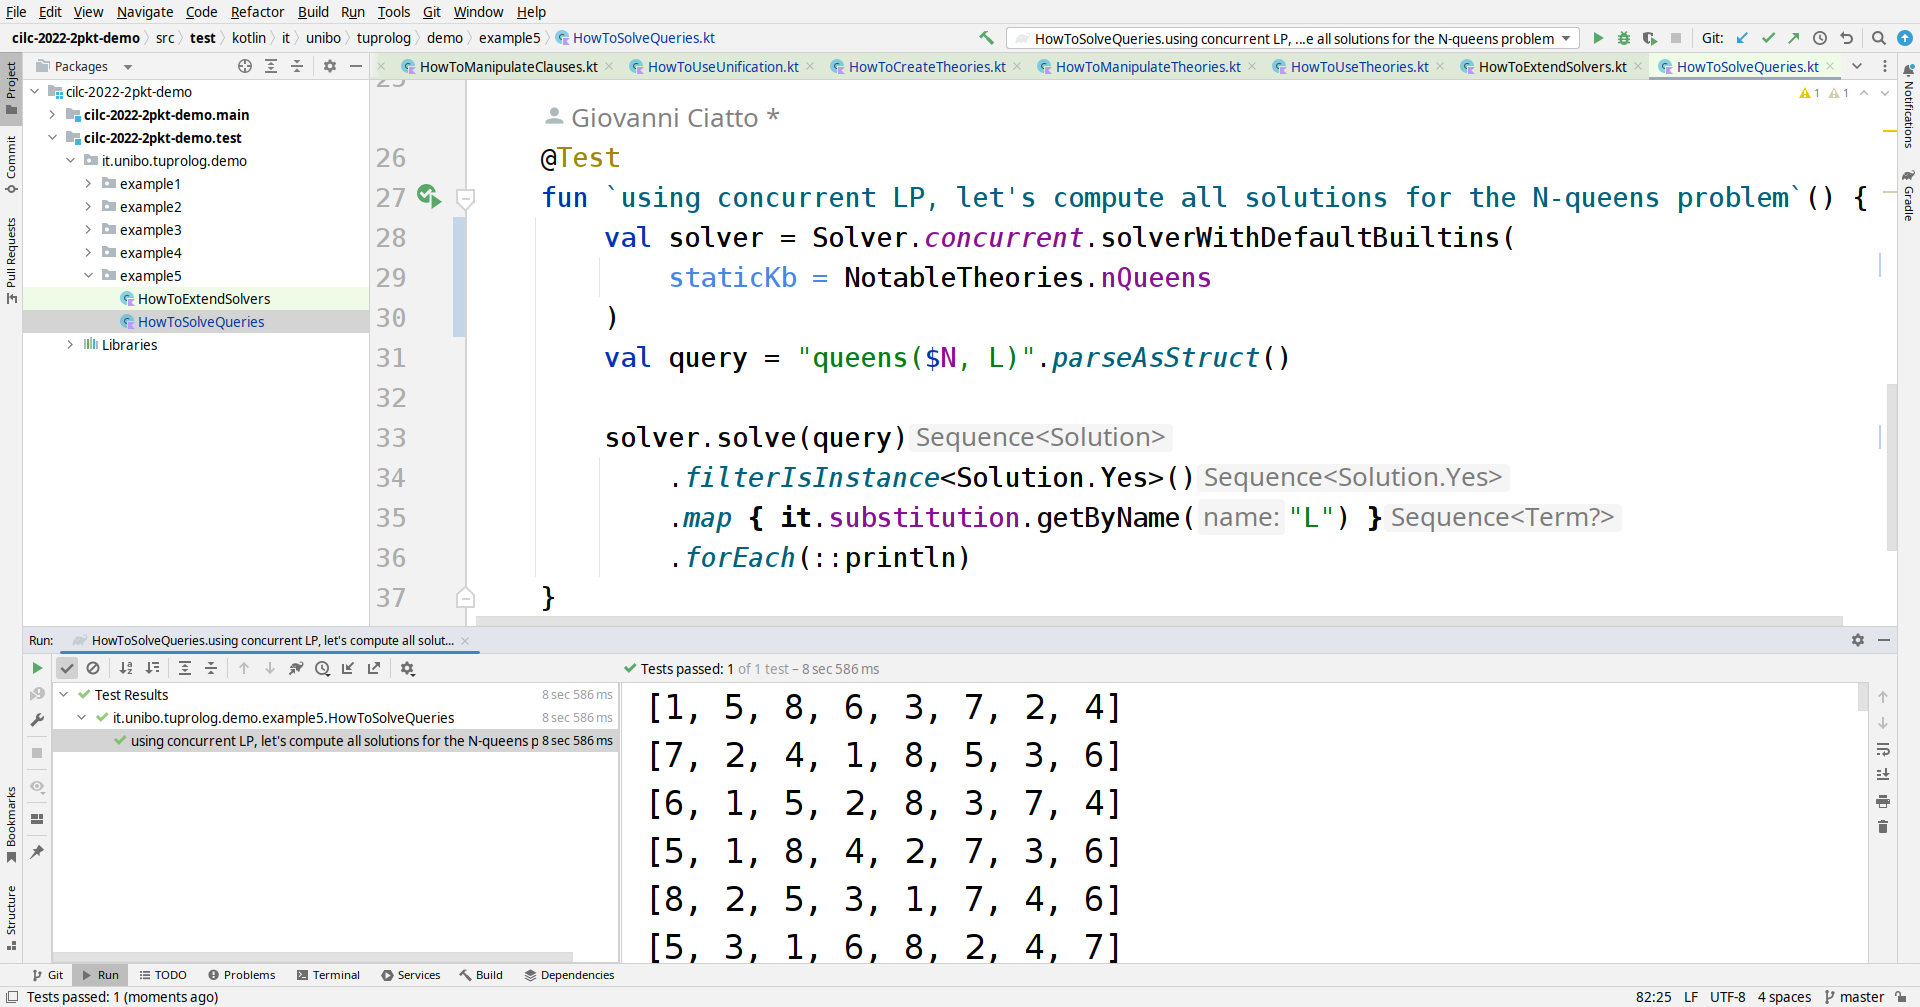 File Edit View Navigate Code Refactor Build Run Tools Git Window Help
cilc-2022-2pkt-demo src test kotlin it unibo tuprolog demo example5 HowToSolveQueries.kt
HowToSolveQueries.using concurrent LP, ...e all solutions for the N-queens problem
Git:
Project
Packages
HowToManipulateClauses.kt HowToUseUnification.kt HowToCreateTheories.kt HowToManipulateTheories.kt HowToUseTheories.kt HowToExtendSolvers.kt HowToSolveQueries.kt
Notifications
Gradle
Commit
Pull Requests
cilc-2022-2pkt-demo
cilc-2022-2pkt-demo.main
cilc-2022-2pkt-demo.test
it.unibo.tuprolog.demo
example1
example2
example3
example4
example5
HowToExtendSolvers
HowToSolveQueries
Libraries
1 1
25
Giovanni Ciatto *
26 @Test
27 fun `using concurrent LP, let's compute all solutions for the N-queens problem`() {
28 val solver = Solver.concurrent.solverWithDefaultBuiltins(
29 staticKb = NotableTheories.nQueens
30 )
31 val query = "queens($N, L)".parseAsStruct()
32
33 solver.solve(query) Sequence<Solution>
34 .filterIsInstance<Solution.Yes>() Sequence<Solution.Yes>
35 .map { it.substitution.getByName( name: "L") } Sequence<Term?>
36 .forEach(::println)
37 }
Run: HowToSolveQueries.using concurrent LP, let's compute all solut...
Tests passed: 1 of 1 test – 8 sec 586 ms
Test Results 8 sec 586 ms
it.unibo.tuprolog.demo.example5.HowToSolveQueries 8 sec 586 ms
using concurrent LP, let's compute all solutions for the N-queens p 8 sec 586 ms
[1, 5, 8, 6, 3, 7, 2, 4]
[7, 2, 4, 1, 8, 5, 3, 6]
[6, 1, 5, 2, 8, 3, 7, 4]
[5, 1, 8, 4, 2, 7, 3, 6]
[8, 2, 5, 3, 1, 7, 4, 6]
[5, 3, 1, 6, 8, 2, 4, 7]
Bookmarks
Structure
Git Run TODO Problems Terminal Services Build Dependencies
Tests passed: 1 (moments ago)
82:25 LF UTF-8 4 spaces master